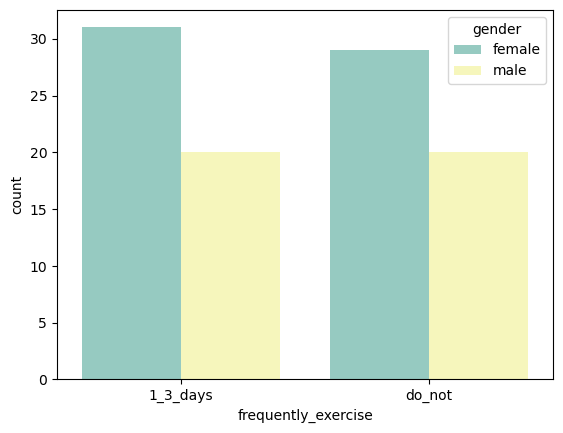 gender
female
male
30
25
20
15
10
5
0
count
1_3_days
do_not
frequently_exercise